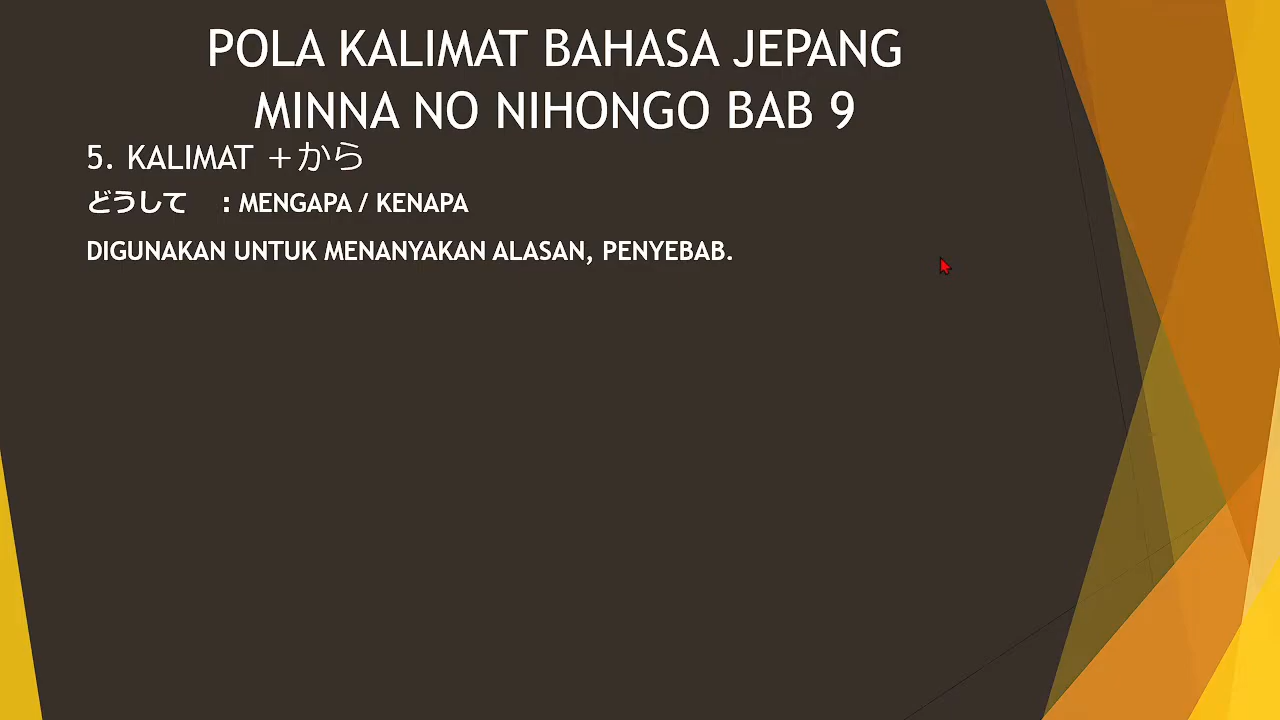 POLA KALIMAT BAHASA JEPANG
MINNA NO NIHONGO BAB 9
5. KALIMAT ＋から
どうして : MENGAPA / KENAPA
DIGUNAKAN UNTUK MENANYAKAN ALASAN, PENYEBAB.